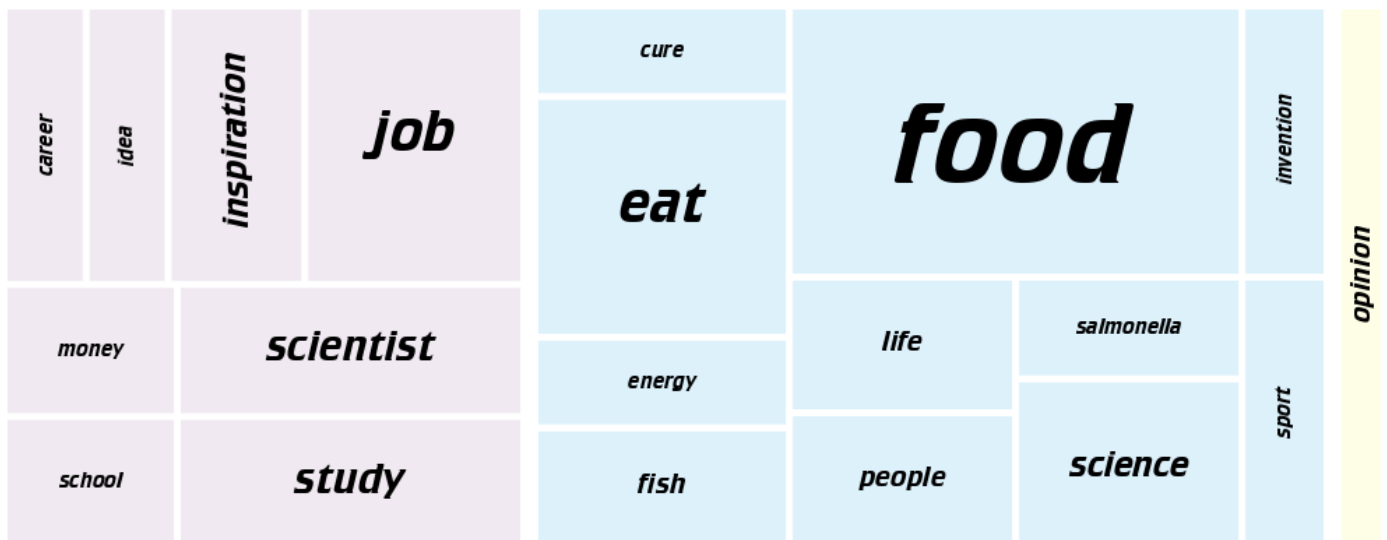 career
idea
inspiration
job
money
scientist
school
study
cure
eat
energy
fish
food
invention
life
salmonella
people
science
sport
opinion